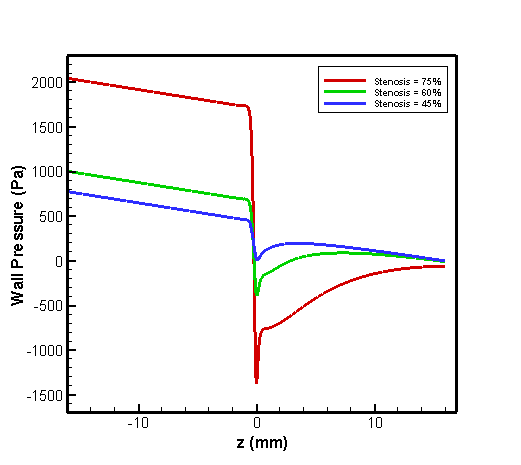 Stenosis = 75%
Stenosis = 60%
Stenosis = 45%
2000
1500
1000
500
0
-500
-1000
-1500
Wall Pressure (Pa)
-10 0 10
z (mm)